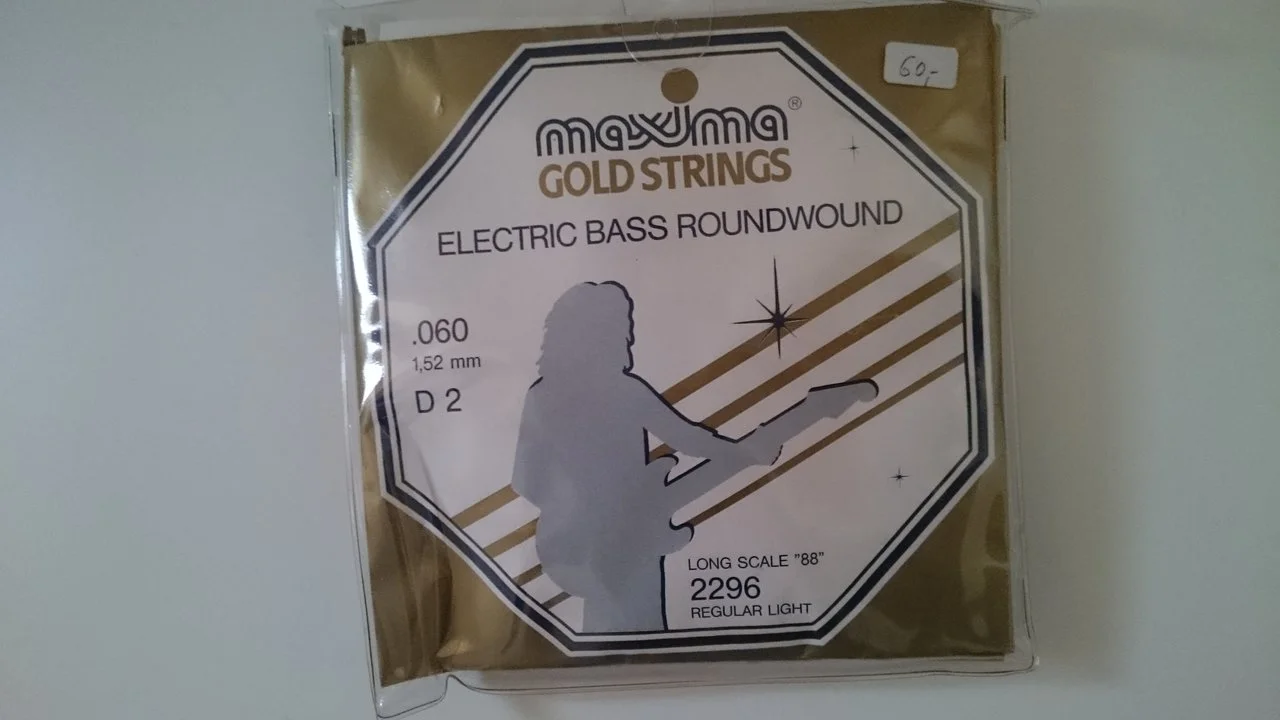 60,-
maxima®
GOLD STRINGS
ELECTRIC BASS ROUNDWOUND
.060
1,52 mm
D 2
LONG SCALE "88"
2296
REGULAR LIGHT